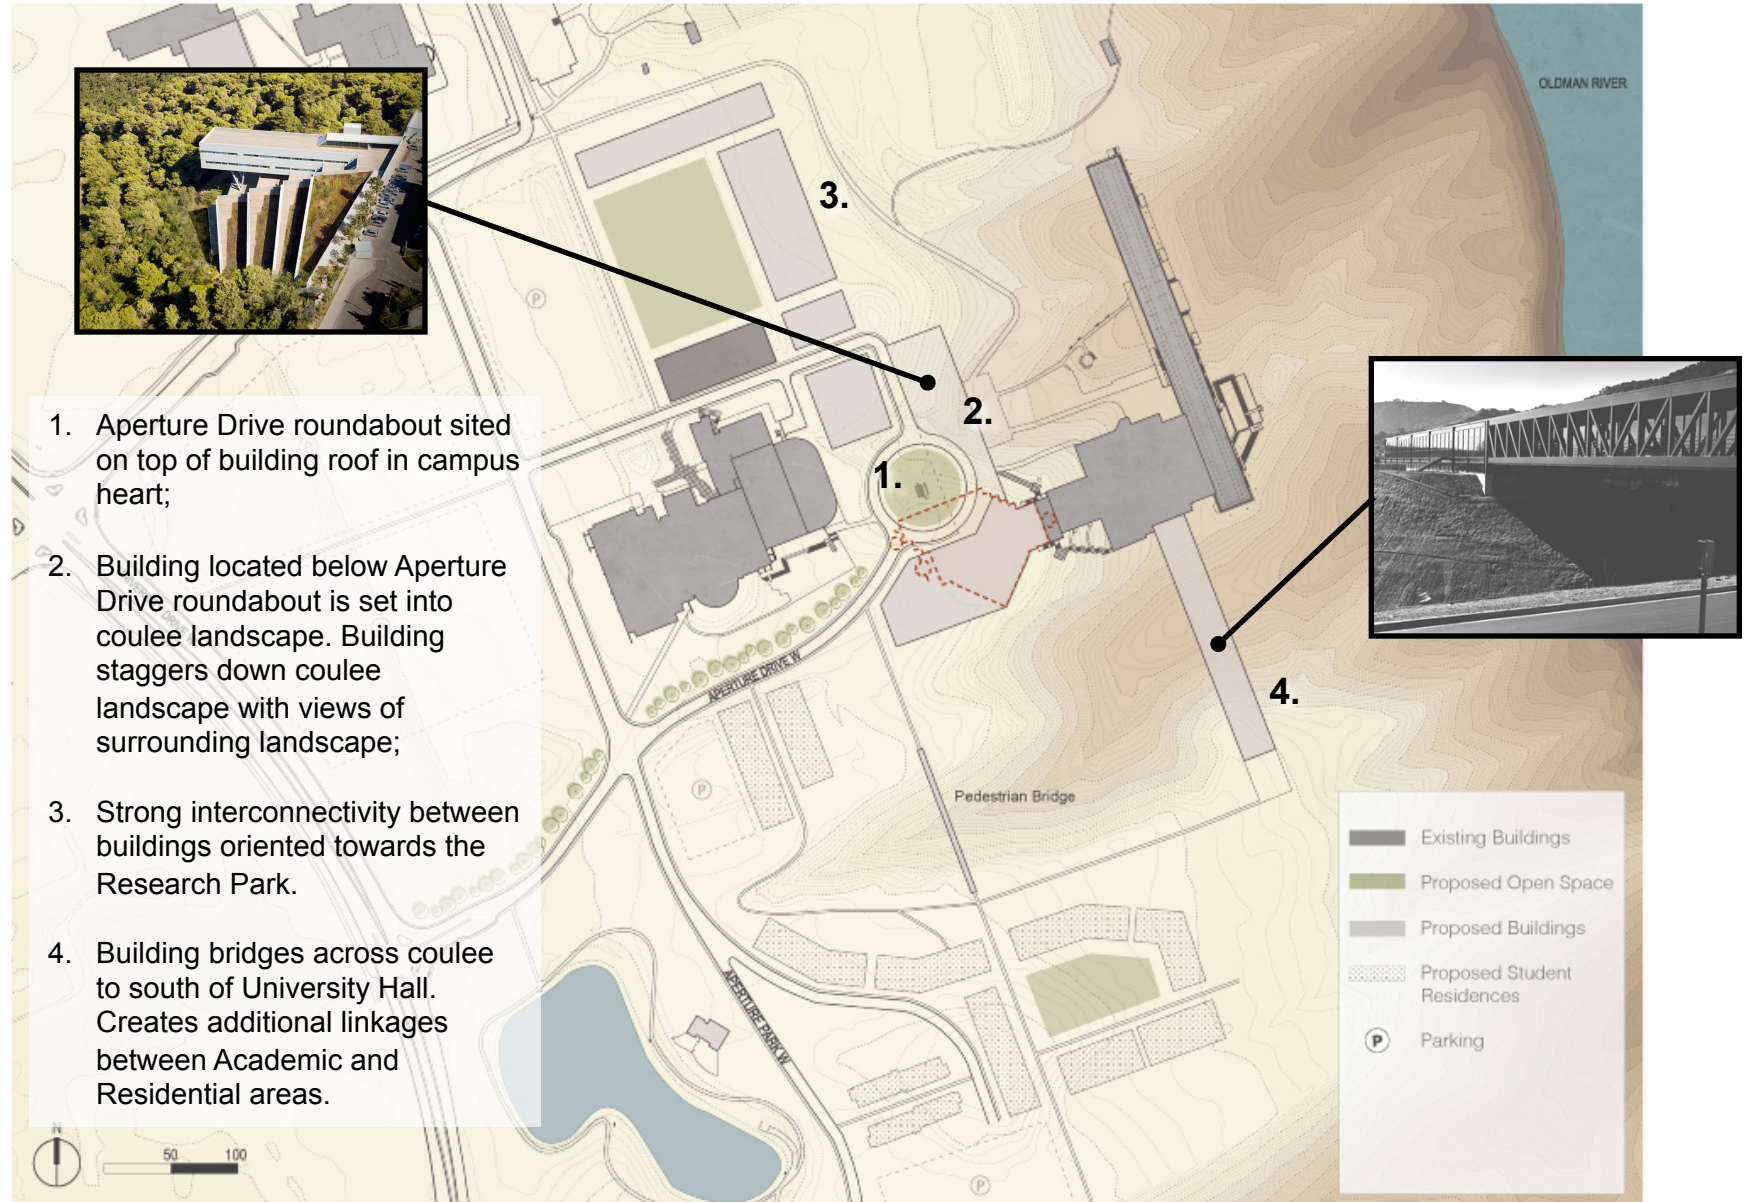 OLDMAN RIVER
3.
2.
1.
4.
1. Aperture Drive roundabout sited
on top of building roof in campus
heart;
2. Building located below Aperture
Drive roundabout is set into
coulee landscape. Building
staggers down coulee
landscape with views of
surrounding landscape;
3. Strong interconnectivity between
buildings oriented towards the
Research Park.
4. Building bridges across coulee
to south of University Hall.
Creates additional linkages
between Academic and
Residential areas.
P
APERTURE DRIVE W
P
Pedestrian Bridge
APERTURE PARK W
P
Existing Buildings
Proposed Open Space
Proposed Buildings
Proposed Student
Residences
P Parking
N
50 100